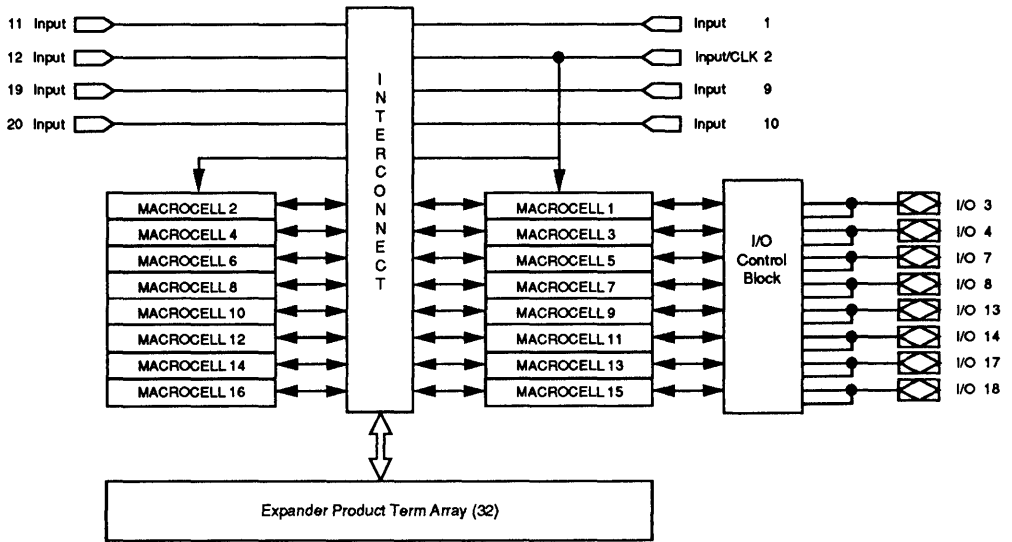 11 Input
Input 1
12 Input
Input/CLK 2
19 Input
Input 9
20 Input
Input 10
INTERCONNECT
MACROCELL 2
MACROCELL 4
MACROCELL 6
MACROCELL 8
MACROCELL 10
MACROCELL 12
MACROCELL 14
MACROCELL 16
MACROCELL 1
MACROCELL 3
MACROCELL 5
MACROCELL 7
MACROCELL 9
MACROCELL 11
MACROCELL 13
MACROCELL 15
I/O
Control
Block
I/O 3
I/O 4
I/O 7
I/O 8
I/O 13
I/O 14
I/O 17
I/O 18
Expander Product Term Array (32)